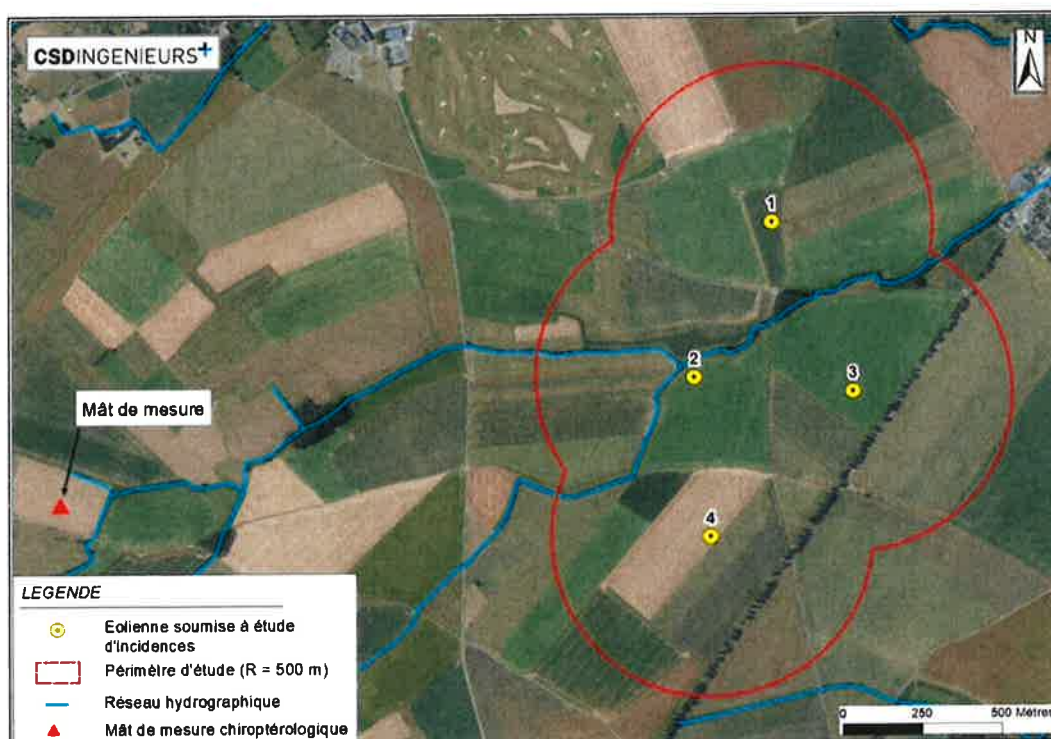 CSDINGENIEURS+
N
1
2
3
4
Mât de mesure
LEGENDE
Eolienne soumise à étude
d'incidences
Périmètre d'étude (R = 500 m)
Réseau hydrographique
Mât de mesure chiroptérologique
0 250 500 Mètres